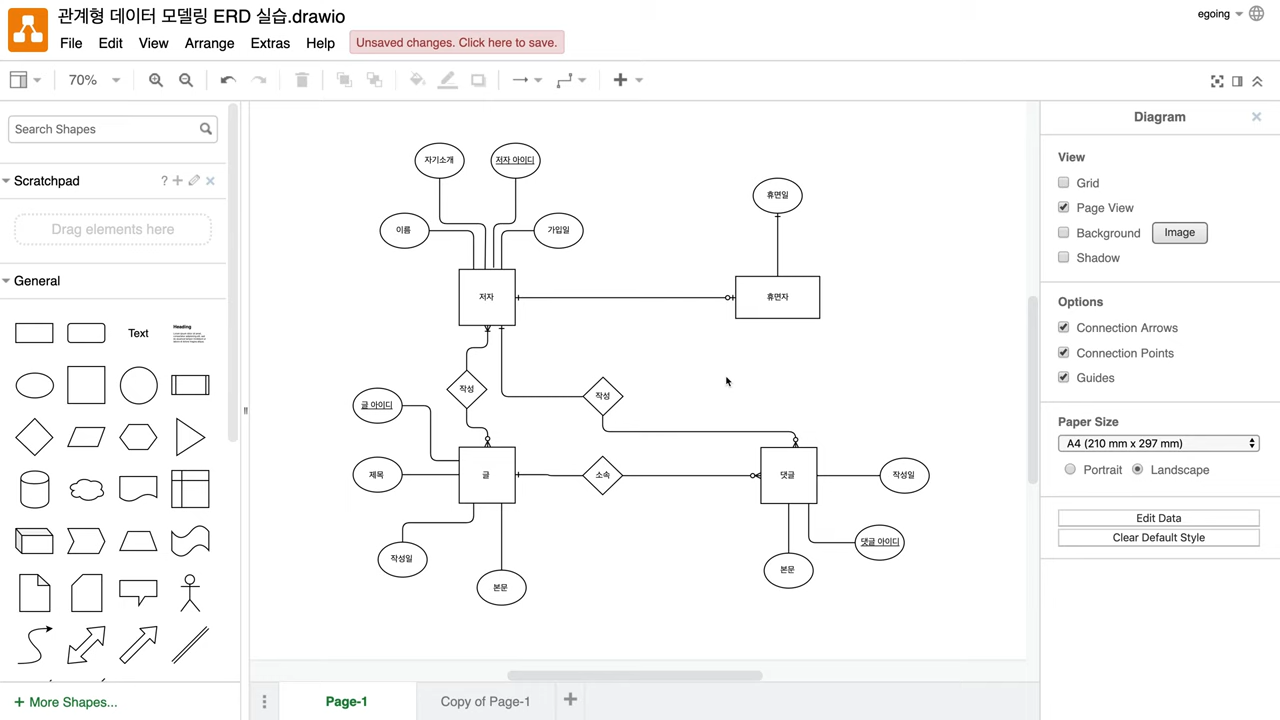 관계형 데이터 모델링 ERD 실습.drawio
egoing
File Edit View Arrange Extras Help
Unsaved changes. Click here to save.
70%
Search Shapes
Scratchpad
?
Drag elements here
General
Text
Heading
More Shapes...
자기소개
저자 아이디
이름
가입일
휴면일
저자
휴면자
작성
작성
글 아이디
제목
글
소속
댓글
작성일
작성일
본문
본문
댓글 아이디
Page-1
Copy of Page-1
Diagram
View
Grid
Page View
Background
Image
Shadow
Options
Connection Arrows
Connection Points
Guides
Paper Size
A4 (210 mm x 297 mm)
Portrait
Landscape
Edit Data
Clear Default Style